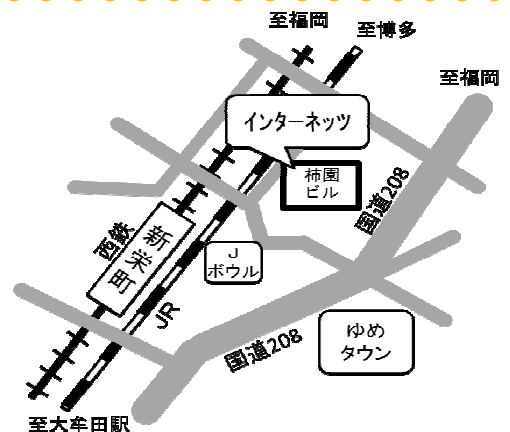 至福岡
至博多
至福岡
インターネッツ
柿園
ビル
国道208
西鉄
新栄町
J
ボウル
JR
国道208
ゆめ
タウン
至大牟田駅